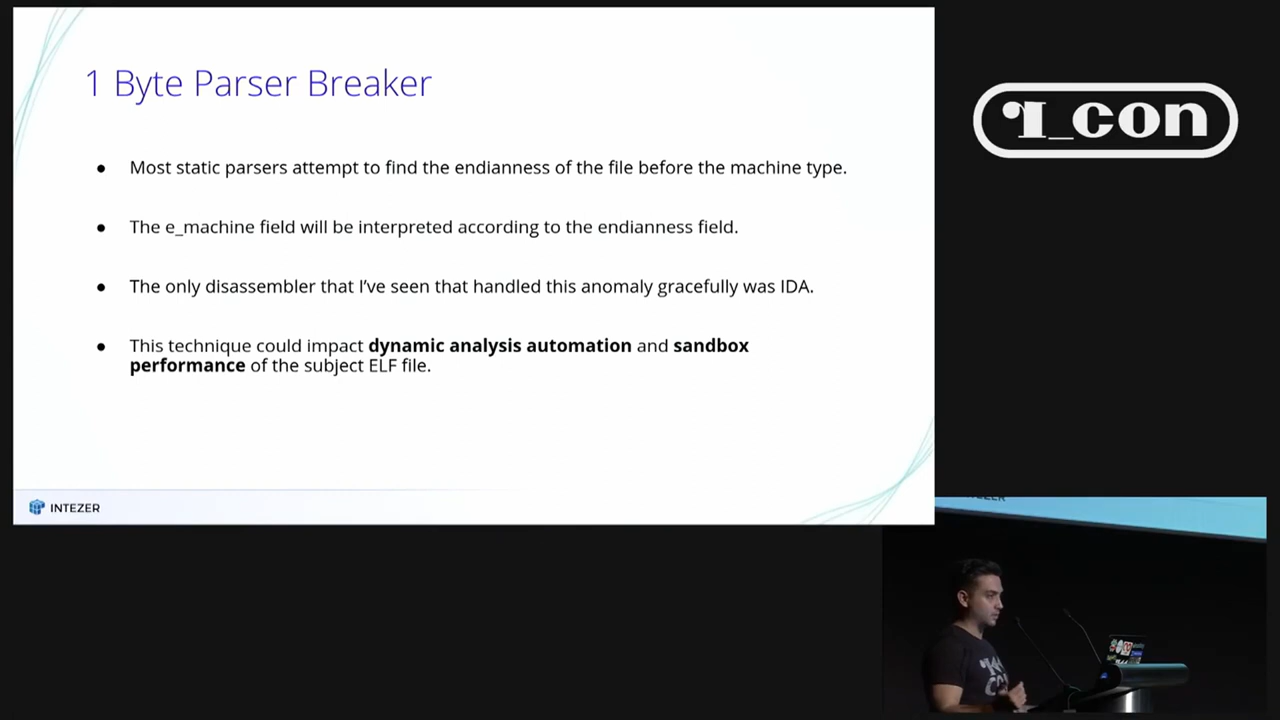 1 Byte Parser Breaker
● Most static parsers attempt to find the endianness of the file before the machine type.
● The e_machine field will be interpreted according to the endianness field.
● The only disassembler that I've seen that handled this anomaly gracefully was IDA.
● This technique could impact dynamic analysis automation and sandbox
performance of the subject ELF file.
INTEZER
r2_con